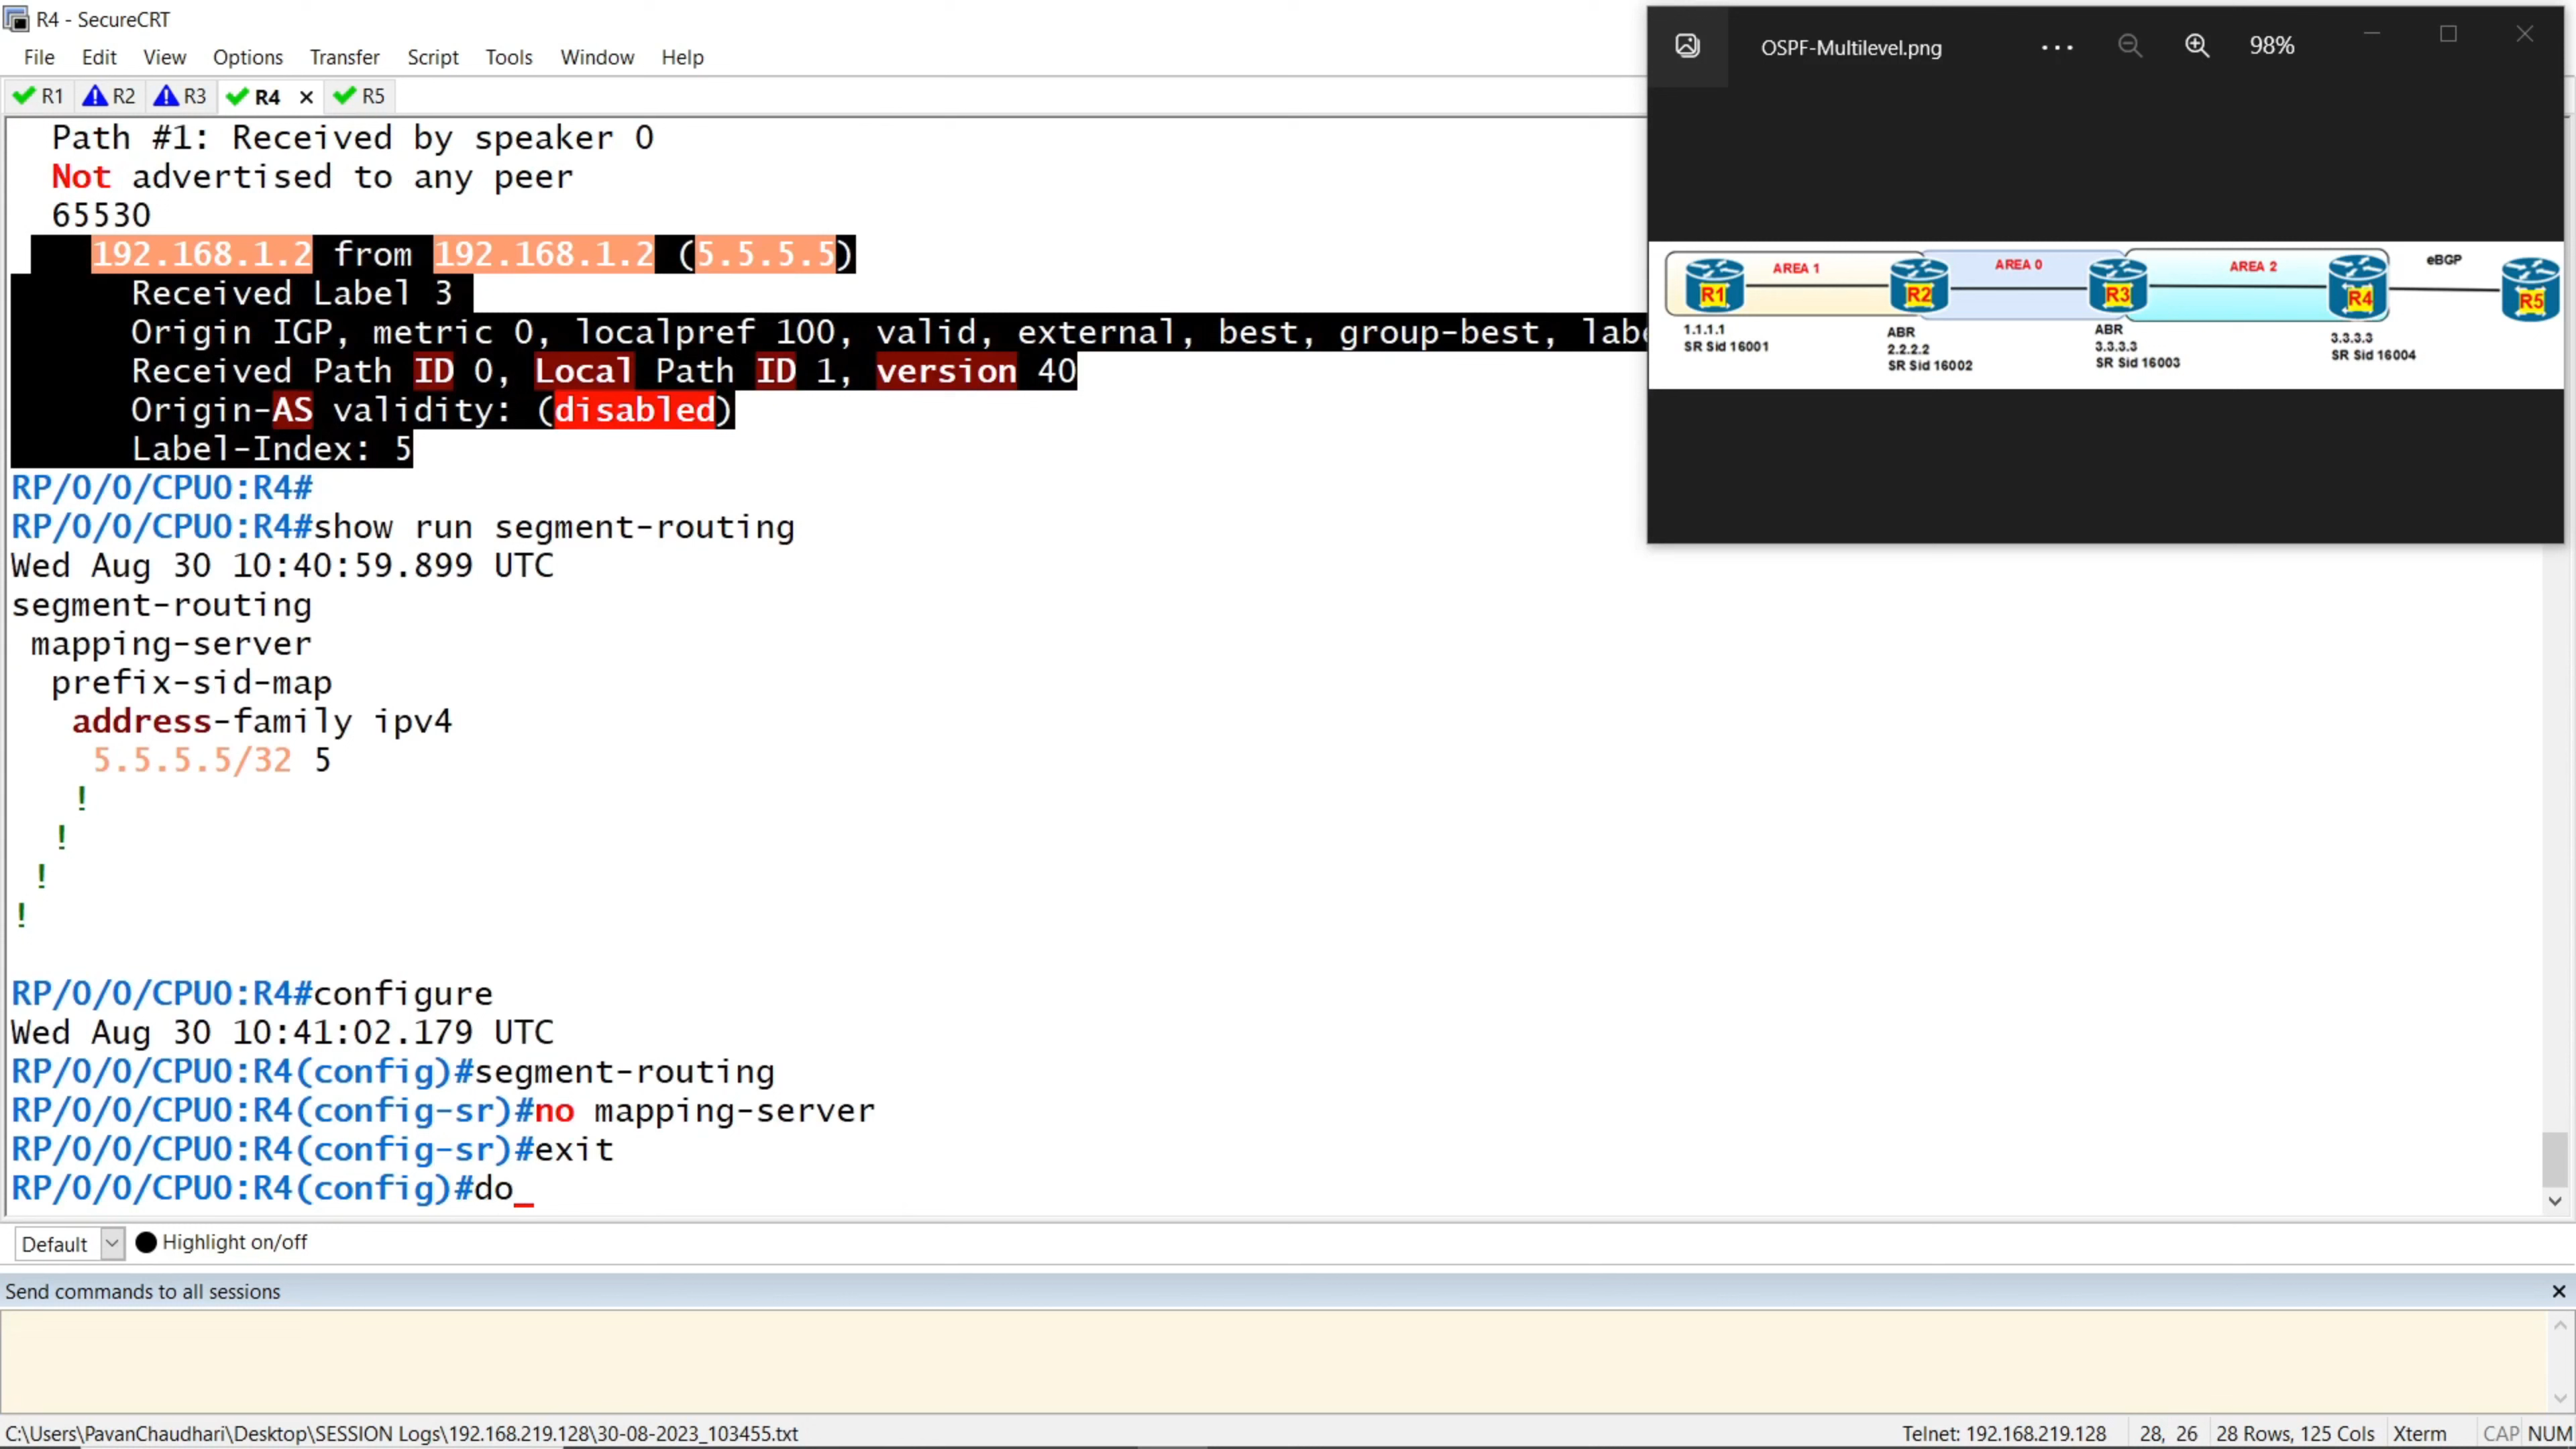 R4 - SecureCRT
File Edit View Options Transfer Script Tools Window Help
R1 R2 R3 R4 × R5
Path #1: Received by speaker 0
Not advertised to any peer
65530
192.168.1.2 from 192.168.1.2 (5.5.5.5)
Received Label 3
Origin IGP, metric 0, localpref 100, valid, external, best, group-best,
Received Path ID 0, Local Path ID 1, version 40
Origin-AS validity: (disabled)
Label-Index: 5
RP/0/0/CPU0:R4#
RP/0/0/CPU0:R4#show run segment-routing
Wed Aug 30 10:40:59.899 UTC
segment-routing
mapping-server
prefix-sid-map
address-family ipv4
5.5.5.5/32 5
!
!
!
!
RP/0/0/CPU0:R4#configure
Wed Aug 30 10:41:02.179 UTC
RP/0/0/CPU0:R4(config)#segment-routing
RP/0/0/CPU0:R4(config-sr)#no mapping-server
RP/0/0/CPU0:R4(config-sr)#exit
RP/0/0/CPU0:R4(config)#do_
OSPF-Multilevel.png ... 98%
AREA 1 AREA 0 AREA 2 eBGP
R1 R2 R3 R4 R5
1.1.1.1
SR Sid 16001
ABR
2.2.2.2
SR Sid 16002
ABR
3.3.3.3
SR Sid 16003
3.3.3.3
SR Sid 16004
Default Highlight on/off
Send commands to all sessions
C:\Users\PavanChaudhari\Desktop\SESSION Logs\192.168.219.128\30-08-2023_103455.txt
Telnet: 192.168.219.128 28, 26 28 Rows, 125 Cols Xterm CAP NUM